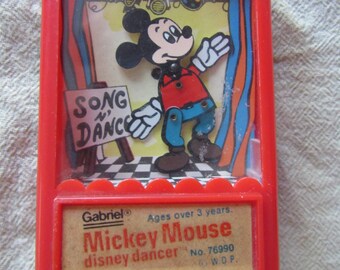 SONG
N'
DANCE
Gabriel
Ages over 3 years.
Mickey Mouse
disney dancer
No. 76990
W.D.P.